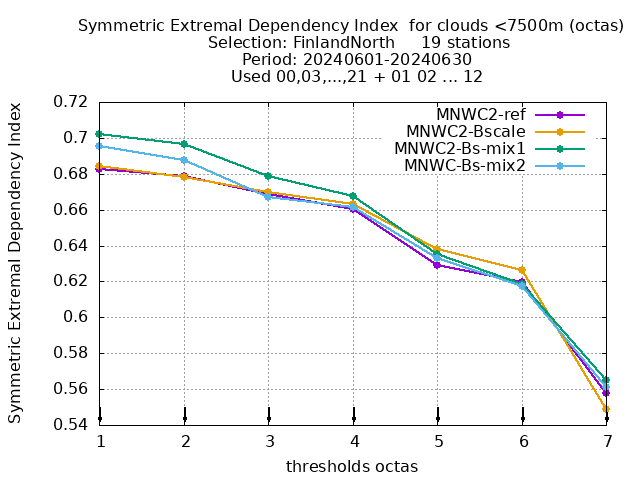 Symmetric Extremal Dependency Index  for clouds <7500m (octas)
Selection: FinlandNorth     19 stations
Period: 20240601-20240630
Used 00,03,...,21 + 01 02 ... 12
MNWC2-ref
MNWC2-Bscale
MNWC2-Bs-mix1
MNWC-Bs-mix2
Symmetric Extremal Dependency Index
0.72
0.7
0.68
0.66
0.64
0.62
0.6
0.58
0.56
0.54
1 2 3 4 5 6 7
thresholds octas